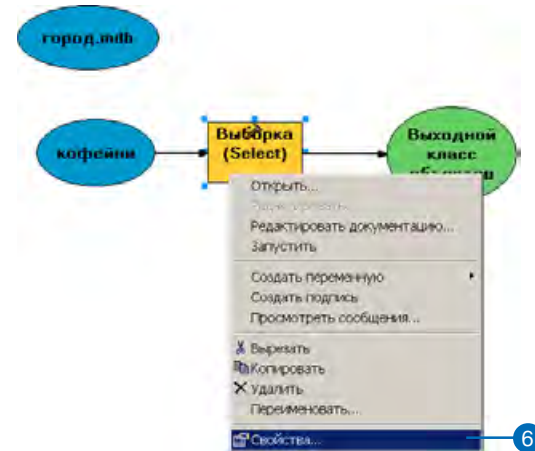 город.mdb
кофейни
Выборка
(Select)
Выходной
класс
объектов
Открыть...
Редактировать документацию...
Запустить
Создать переменную
Создать подпись
Просмотреть сообщения...
Вырезать
Копировать
Удалить
Переименовать...
Свойства...
6